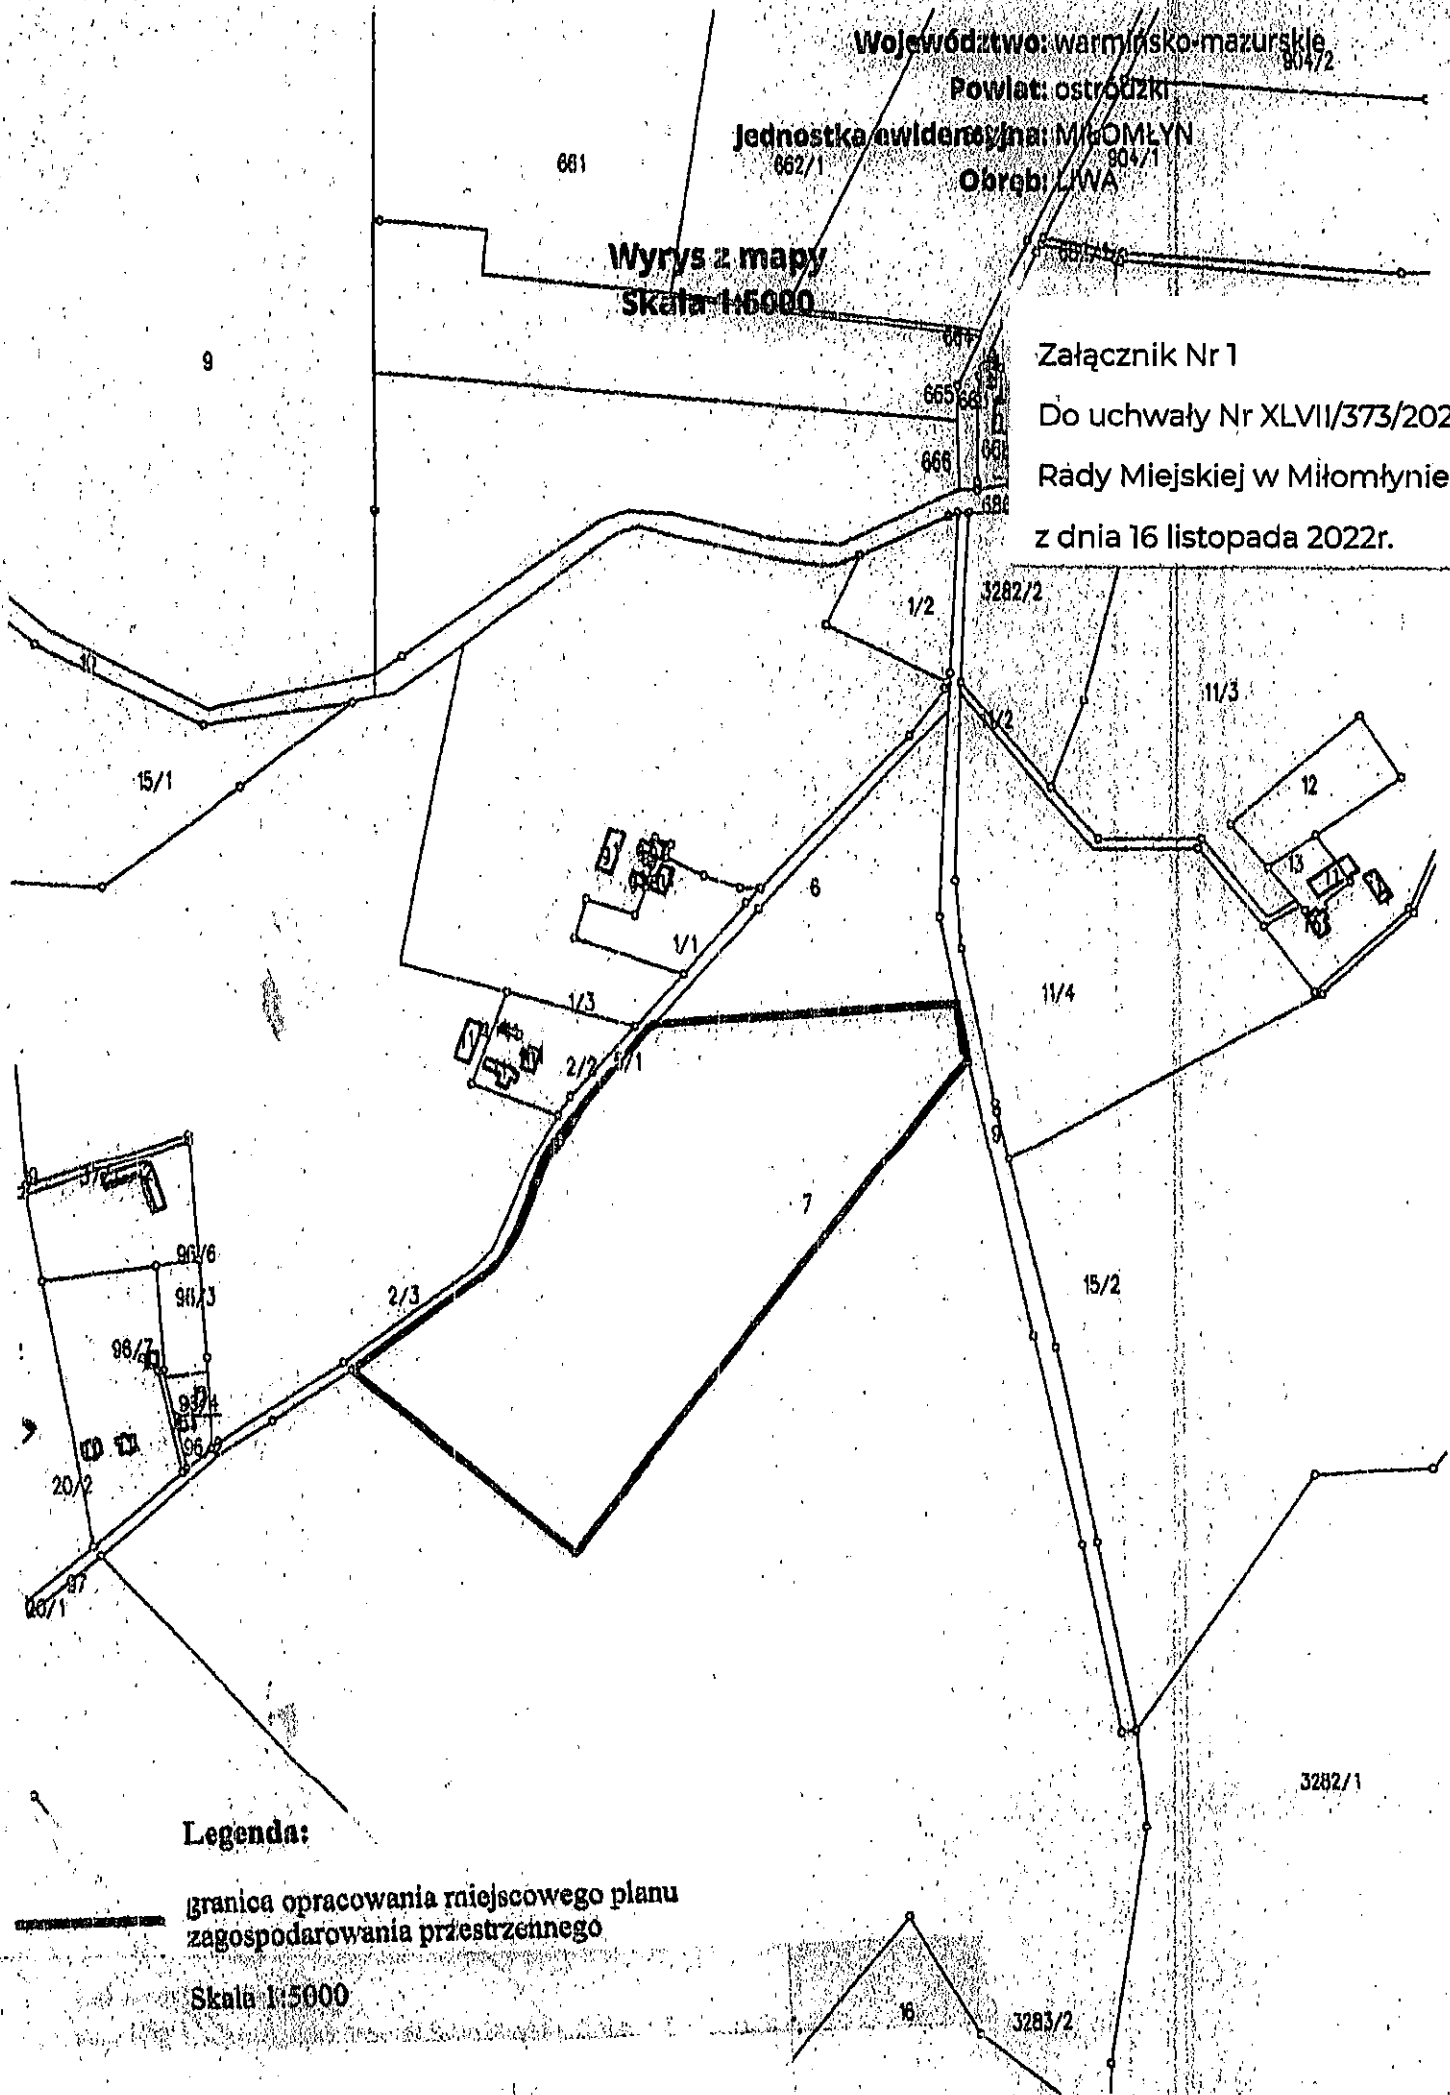 Województwo: warmińsko-mazurskie
904/2
Powiat: ostródzki
Jednostka ewidencyjna: MIŁOMŁYN
661
662/1
904/1
Obręb: LIWA
Wyrys z mapy
Skala 1:5000
9
Załącznik Nr 1
665
Do uchwały Nr XLVII/373/202
666
Rady Miejskiej w Miłomłynie
z dnia 16 listopada 2022r.
1/2
3282/2
10
11/3
11/2
15/1
12
13
6
1/1
11/4
1/3
2/2
5/1
9
7
96/6
15/2
2/3
98/3
96/7
96/2
20/2
97
20/1
3282/1
Legenda:
granica opracowania miejscowego planu
zagospodarowania przestrzennego
Skala 1:5000
16
3283/2